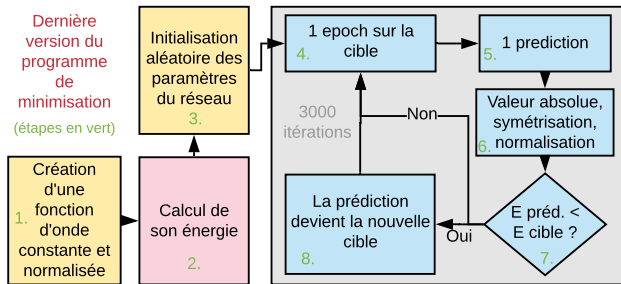 Dernière
version du
programme
de
minimisation
(étapes en vert)
1.
Création
d'une
fonction
d'onde
constante et
normalisée
Calcul de
son énergie
2.
Initialisation
aléatoire des
paramètres
du réseau
3.
1 epoch sur la
cible
4.
1 prediction
5.
Valeur absolue,
symétrisation,
normalisation
6.
E préd. <
E cible ?
7.
Oui
Non
3000
itérations
La prédiction
devient la nouvelle
cible
8.